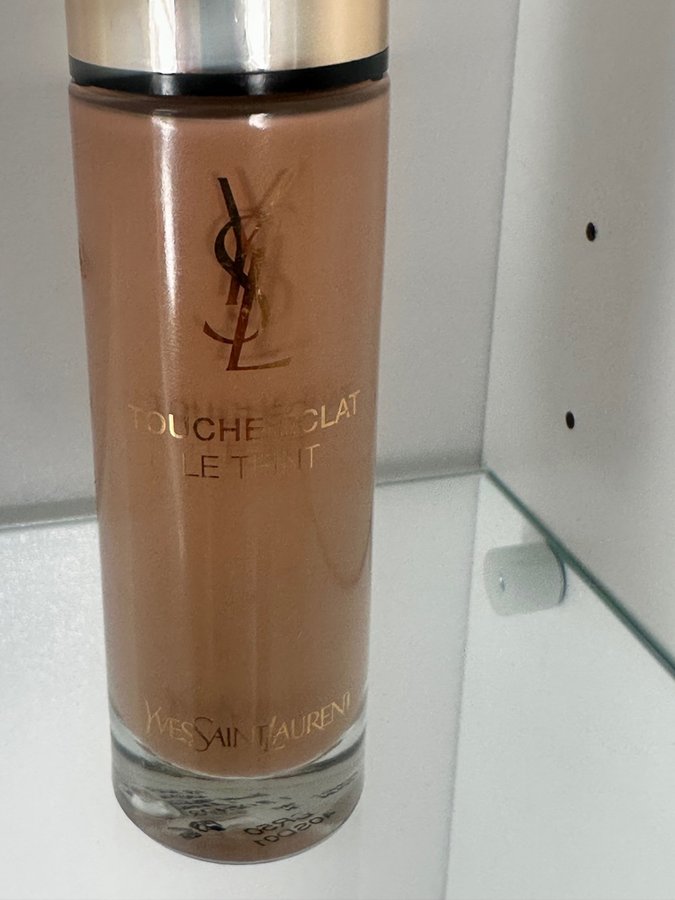 YSL
TOUCHE ÉCLAT
LE TEINT
YVES SAINT LAURENT